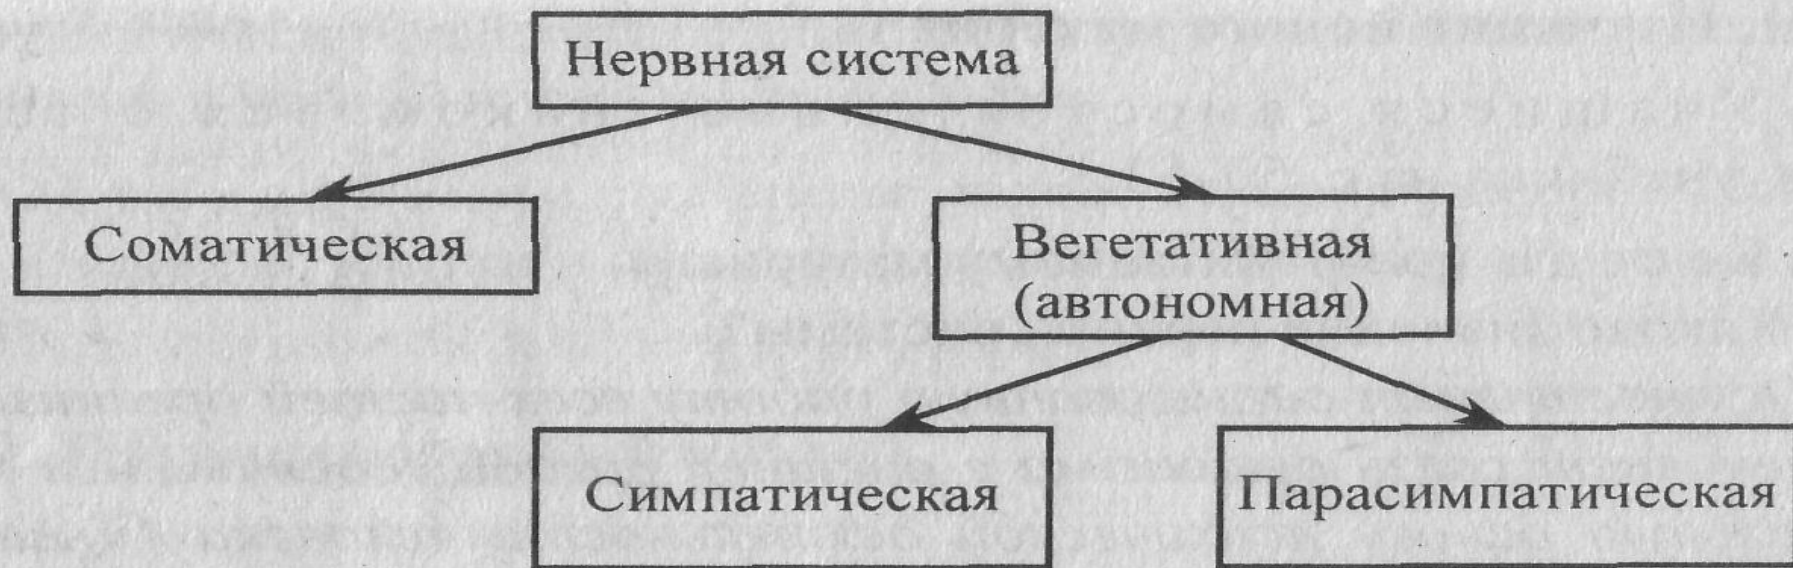 Нервная система
Соматическая
Вегетативная
(автономная)
Симпатическая
Парасимпатическая